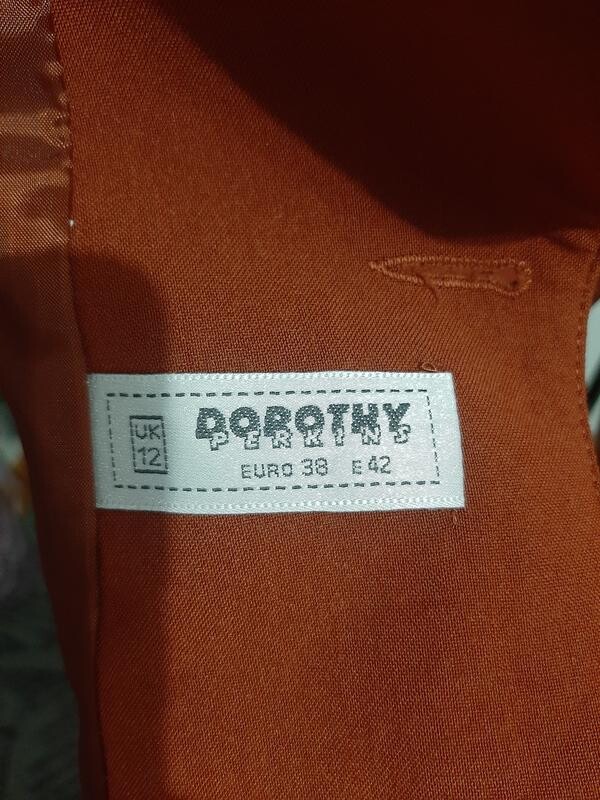 UK
12
DOROTHY
PERKINS
EURO 38 E 42